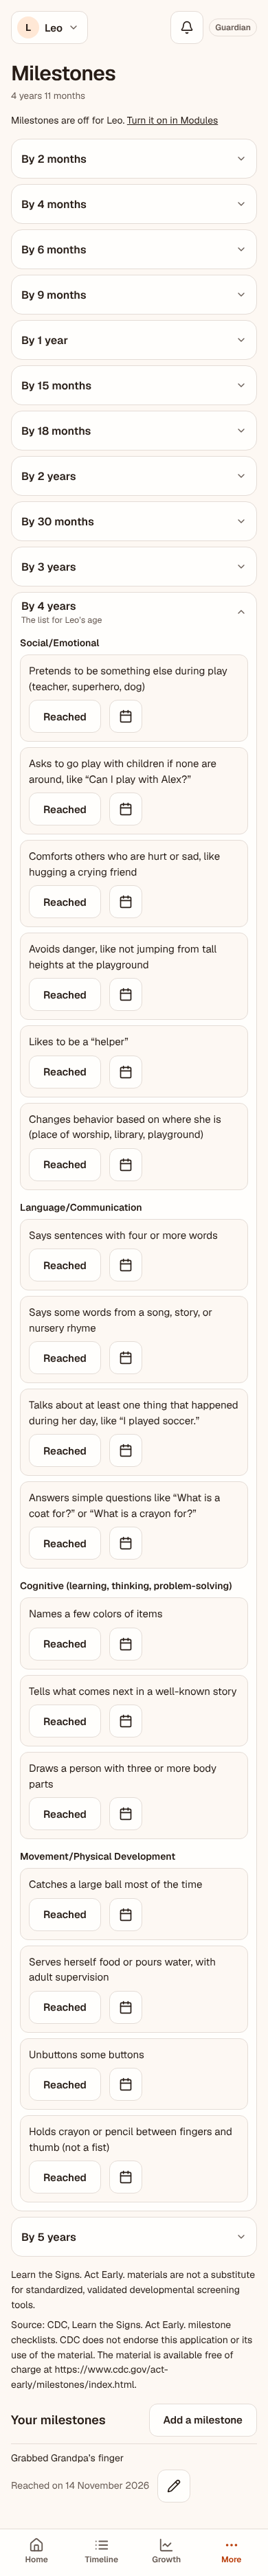 L Leo
Guardian
Milestones
4 years 11 months
Milestones are off for Leo. Turn it on in Modules
By 2 months
By 4 months
By 6 months
By 9 months
By 1 year
By 15 months
By 18 months
By 2 years
By 30 months
By 3 years
By 4 years
The list for Leo's age
Social/Emotional
Pretends to be something else during play
(teacher, superhero, dog)
Reached
Asks to go play with children if none are
around, like “Can I play with Alex?”
Reached
Comforts others who are hurt or sad, like
hugging a crying friend
Reached
Avoids danger, like not jumping from tall
heights at the playground
Reached
Likes to be a “helper”
Reached
Changes behavior based on where she is
(place of worship, library, playground)
Reached
Language/Communication
Says sentences with four or more words
Reached
Says some words from a song, story, or
nursery rhyme
Reached
Talks about at least one thing that happened
during her day, like “I played soccer.”
Reached
Answers simple questions like “What is a
coat for?” or “What is a crayon for?”
Reached
Cognitive (learning, thinking, problem-solving)
Names a few colors of items
Reached
Tells what comes next in a well-known story
Reached
Draws a person with three or more body
parts
Reached
Movement/Physical Development
Catches a large ball most of the time
Reached
Serves herself food or pours water, with
adult supervision
Reached
Unbuttons some buttons
Reached
Holds crayon or pencil between fingers and
thumb (not a fist)
Reached
By 5 years
Learn the Signs. Act Early. materials are not a substitute
for standardized, validated developmental screening
tools.
Source: CDC, Learn the Signs. Act Early. milestone
checklists. CDC does not endorse this application or its
use of the material. The material is available free of
charge at https://www.cdc.gov/act-
early/milestones/index.html.
Your milestones
Add a milestone
Grabbed Grandpa's finger
Reached on 14 November 2026
Home
Timeline
Growth
More